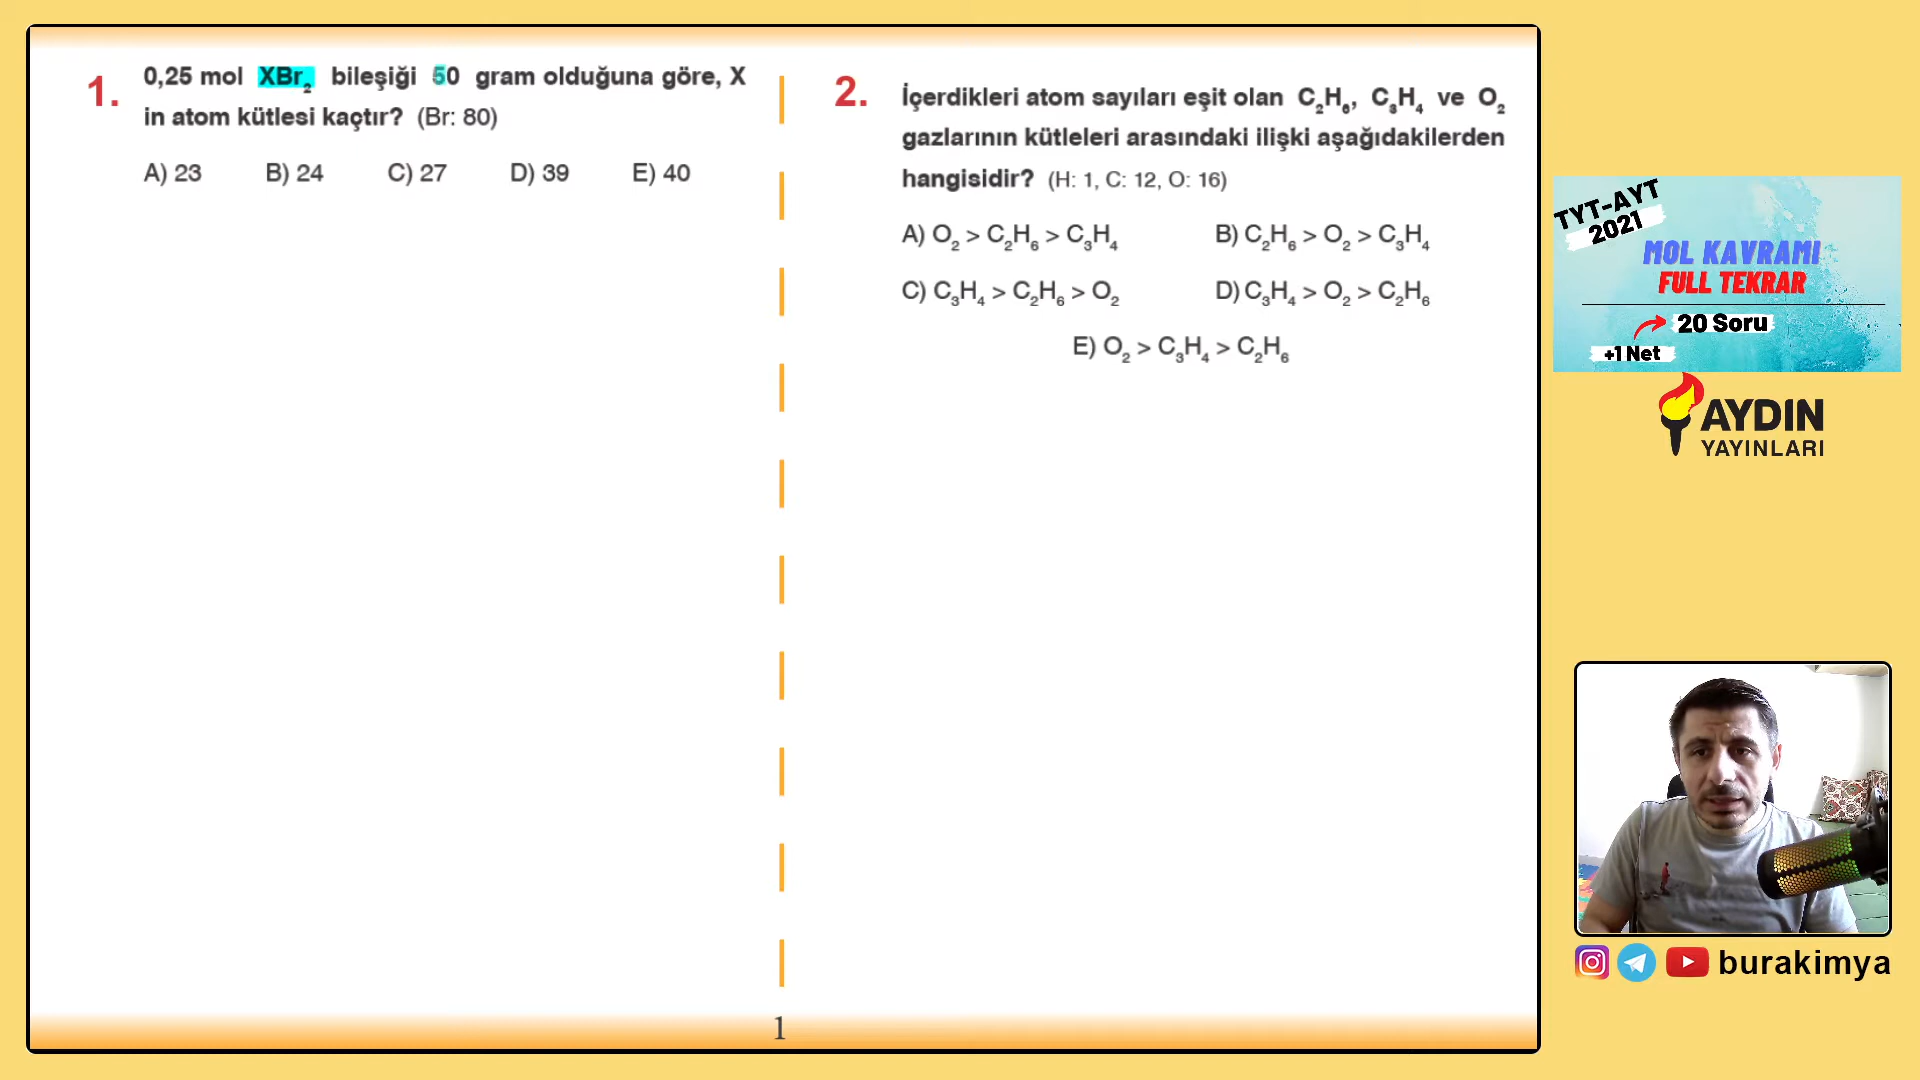 1.
0,25 mol XBr₂ bileşiği 50 gram olduğuna göre, X
in atom kütlesi kaçtır? (Br: 80)
A) 23 B) 24 C) 27 D) 39 E) 40
2.
İçerdikleri atom sayıları eşit olan C₂H₆, C₃H₄ ve O₂
gazlarının kütleleri arasındaki ilişki aşağıdakilerden
hangisidir? (H: 1, C: 12, O: 16)
A) O₂ > C₂H₆ > C₃H₄ B) C₂H₆ > O₂ > C₃H₄
C) C₃H₄ > C₂H₆ > O₂ D) C₃H₄ > O₂ > C₂H₆
E) O₂ > C₃H₄ > C₂H₆
1
TYT-AYT
2021
MOL KAVRAMI
FULL TEKRAR
20 Soru
+1 Net
AYDIN
YAYINLARI
burakimya